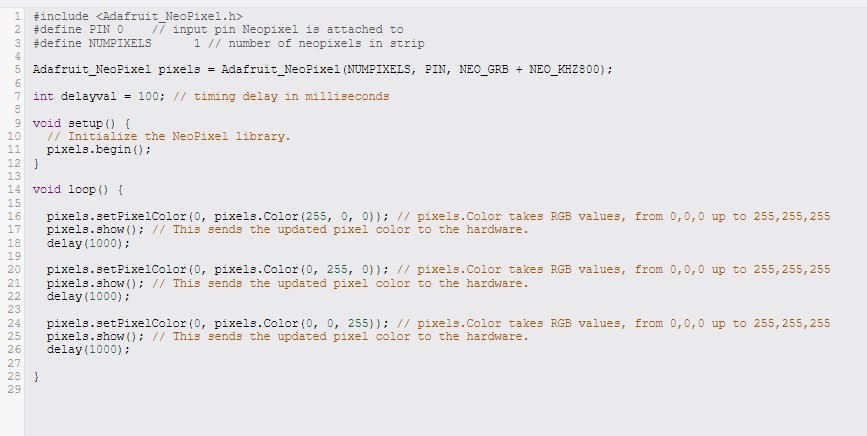 1 #include <Adafruit_NeoPixel.h>
2 #define PIN 0    // input pin Neopixel is attached to
3 #define NUMPIXELS      1 // number of neopixels in strip
4
5 Adafruit_NeoPixel pixels = Adafruit_NeoPixel(NUMPIXELS, PIN, NEO_GRB + NEO_KHZ800);
6
7 int delayval = 100; // timing delay in milliseconds
8
9 void setup() {
10   // Initialize the NeoPixel library.
11   pixels.begin();
12 }
13
14 void loop() {
15
16   pixels.setPixelColor(0, pixels.Color(255, 0, 0)); // pixels.Color takes RGB values, from 0,0,0 up to 255,255,255
17   pixels.show(); // This sends the updated pixel color to the hardware.
18   delay(1000);
19
20   pixels.setPixelColor(0, pixels.Color(0, 255, 0)); // pixels.Color takes RGB values, from 0,0,0 up to 255,255,255
21   pixels.show(); // This sends the updated pixel color to the hardware.
22   delay(1000);
23
24   pixels.setPixelColor(0, pixels.Color(0, 0, 255)); // pixels.Color takes RGB values, from 0,0,0 up to 255,255,255
25   pixels.show(); // This sends the updated pixel color to the hardware.
26   delay(1000);
27
28 }
29